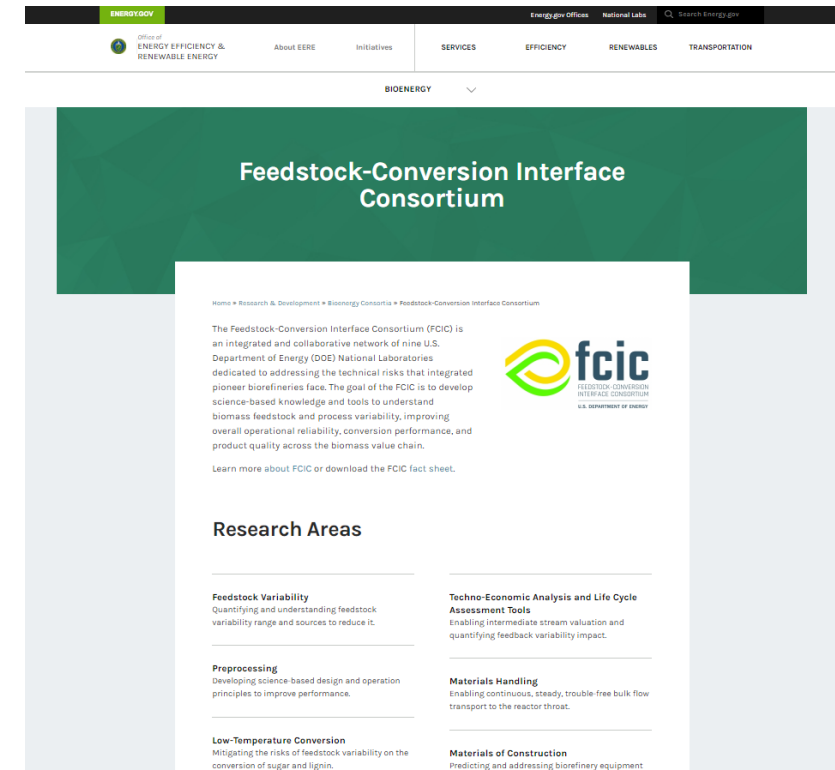 ENERGY.GOV
Energy.gov Offices National Labs Search Energy.gov
Office of
ENERGY EFFICIENCY &
RENEWABLE ENERGY
About EERE Initiatives SERVICES EFFICIENCY RENEWABLES TRANSPORTATION
BIOENERGY
Feedstock-Conversion Interface
Consortium
Home » Research & Development » Bioenergy Consortia » Feedstock-Conversion Interface Consortium
The Feedstock-Conversion Interface Consortium (FCIC) is
an integrated and collaborative network of nine U.S.
Department of Energy (DOE) National Laboratories
dedicated to addressing the technical risks that integrated
pioneer biorefineries face. The goal of the FCIC is to develop
science-based knowledge and tools to understand
biomass feedstock and process variability, improving
overall operational reliability, conversion performance, and
product quality across the biomass value chain.
Learn more about FCIC or download the FCIC fact sheet.
fcic
FEEDSTOCK-CONVERSION
INTERFACE CONSORTIUM
U.S. DEPARTMENT OF ENERGY
Research Areas
Feedstock Variability
Quantifying and understanding feedstock
variability range and sources to reduce it.
Preprocessing
Developing science-based design and operation
principles to improve performance.
Low-Temperature Conversion
Mitigating the risks of feedstock variability on the
conversion of sugar and lignin.
Techno-Economic Analysis and Life Cycle
Assessment Tools
Enabling intermediate stream valuation and
quantifying feedback variability impact.
Materials Handling
Enabling continuous, steady, trouble-free bulk flow
transport to the reactor throat.
Materials of Construction
Predicting and addressing biorefinery equipment